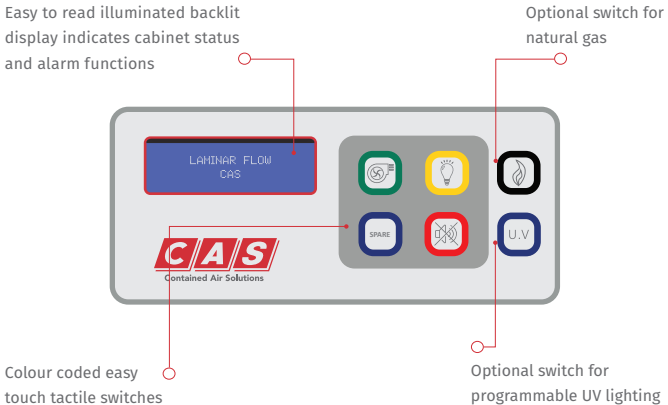 Easy to read illuminated backlit
display indicates cabinet status
and alarm functions
Optional switch for
natural gas
LAMINAR FLOW
CAS
SPARE
U.V
CAS
Contained Air Solutions
Colour coded easy
touch tactile switches
Optional switch for
programmable UV lighting